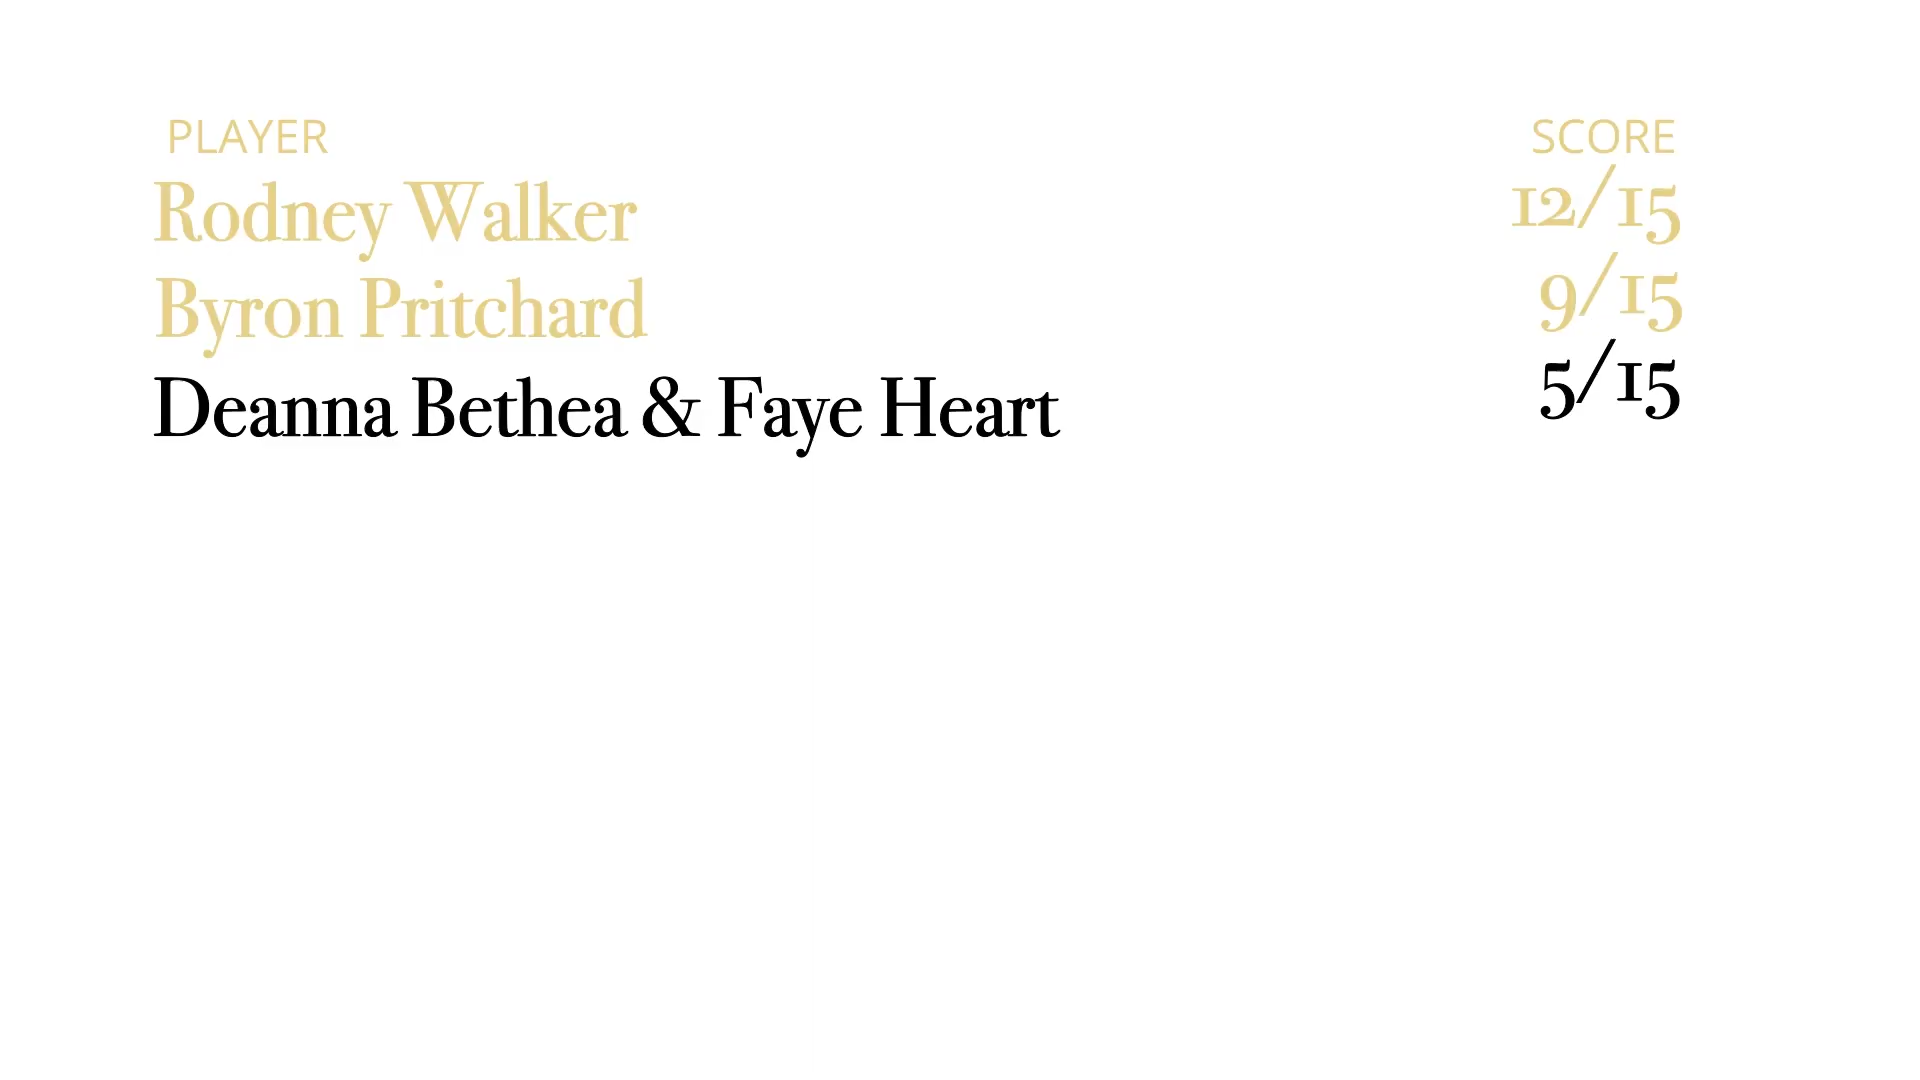 PLAYER SCORE
Rodney Walker 12/15
Byron Pritchard 9/15
Deanna Bethea & Faye Heart 5/15